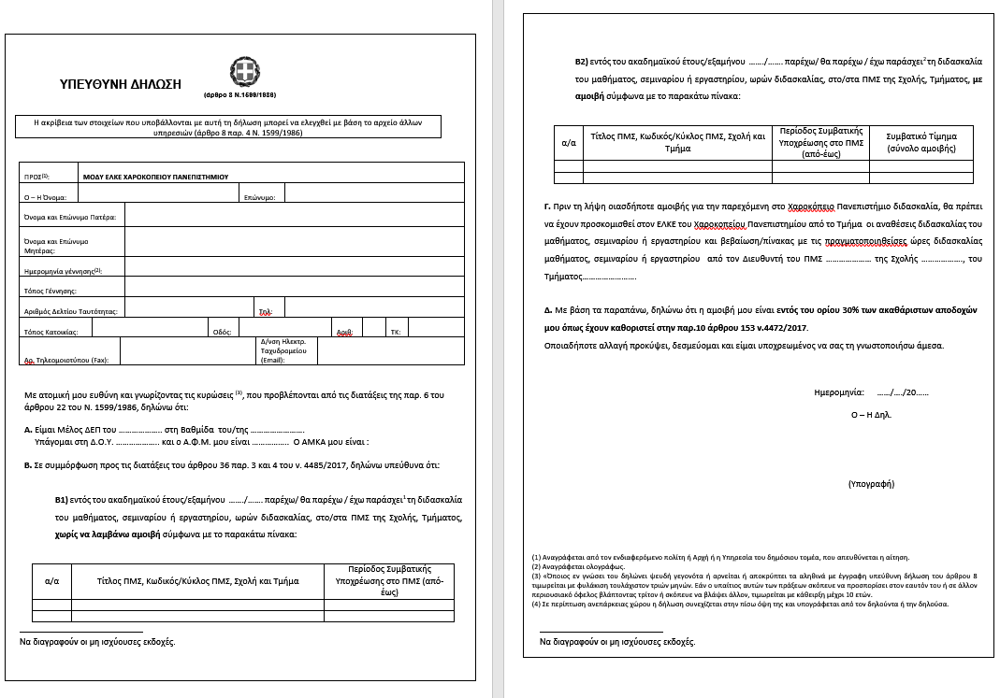 ΥΠΕΥΘΥΝΗ ΔΗΛΩΣΗ
(άρθρο 8 Ν.1599/1986)
Η ακρίβεια των στοιχείων που υποβάλλονται με αυτή τη δήλωση μπορεί να ελεγχθεί με βάση το αρχείο άλλων
υπηρεσιών (άρθρο 8 παρ. 4 Ν. 1599/1986)
ΠΡΟΣ(1): ΜΟΔΥ ΕΛΚΕ ΧΑΡΟΚΟΠΕΙΟΥ ΠΑΝΕΠΙΣΤΗΜΙΟΥ
Ο – Η Όνομα: Επώνυμο:
Όνομα και Επώνυμο Πατέρα:
Όνομα και Επώνυμο
Μητέρας:
Ημερομηνία γέννησης(2):
Τόπος Γέννησης:
Αριθμός Δελτίου Ταυτότητας: Τηλ:
Τόπος Κατοικίας: Οδός: Αριθ: ΤΚ:
Αρ. Τηλεομοιοτύπου (Fax):
Δ/νση Ηλεκτρ.
Ταχυδρομείου
(Email):
Με ατομική μου ευθύνη και γνωρίζοντας τις κυρώσεις (3), που προβλέπονται από τις διατάξεις της παρ. 6 του
άρθρου 22 του Ν. 1599/1986, δηλώνω ότι:
Α. Είμαι Μέλος ΔΕΠ του ………………. στη Βαθμίδα του/της …………………..
Υπάγομαι στη Δ.Ο.Υ. ………………. και ο Α.Φ.Μ. μου είναι …………….. Ο ΑΜΚΑ μου είναι :
Β. Σε συμμόρφωση προς τις διατάξεις του άρθρου 36 παρ. 3 και 4 του ν. 4485/2017, δηλώνω υπεύθυνα ότι:
Β1) εντός του ακαδημαϊκού έτους/εξαμήνου ……./……. παρέχω/ θα παρέχω / έχω παράσχει1 τη διδασκαλία
του μαθήματος, σεμιναρίου ή εργαστηρίου, ωρών διδασκαλίας, στο/στα ΠΜΣ της Σχολής, Τμήματος,
χωρίς να λαμβάνω αμοιβή σύμφωνα με το παρακάτω πίνακα:
α/α Τίτλος ΠΜΣ, Κωδικός/Κύκλος ΠΜΣ, Σχολή και Τμήμα
Περίοδος Συμβατικής
Υποχρέωσης στο ΠΜΣ (από-
έως)
Να διαγραφούν οι μη ισχύουσες εκδοχές.
Β2) εντός του ακαδημαϊκού έτους/εξαμήνου ……./……. παρέχω/ θα παρέχω / έχω παράσχει2 τη διδασκαλία
του μαθήματος, σεμιναρίου ή εργαστηρίου, ωρών διδασκαλίας, στο/στα ΠΜΣ της Σχολής, Τμήματος, με
αμοιβή σύμφωνα με το παρακάτω πίνακα:
α/α
Τίτλος ΠΜΣ, Κωδικός/Κύκλος ΠΜΣ, Σχολή και
Τμήμα
Περίοδος Συμβατικής
Υποχρέωσης στο ΠΜΣ
(από-έως)
Συμβατικό Τίμημα
(σύνολο αμοιβής)
Γ. Πριν τη λήψη οιασδήποτε αμοιβής για την παρεχόμενη στο Χαροκόπειο Πανεπιστήμιο διδασκαλία, θα πρέπει
να έχουν προσκομισθεί στον ΕΛΚΕ του Χαροκοπείου Πανεπιστημίου από το Τμήμα οι αναθέσεις διδασκαλίας του
μαθήματος, σεμιναρίου ή εργαστηρίου και βεβαίωση/πίνακας με τις πραγματοποιηθείσες ώρες διδασκαλίας
μαθήματος, σεμιναρίου ή εργαστηρίου από τον Διευθυντή του ΠΜΣ ………………. της Σχολής …………….., του
Τμήματος………………….
Δ. Με βάση τα παραπάνω, δηλώνω ότι η αμοιβή μου είναι εντός του ορίου 30% των ακαθάριστων αποδοχών
μου όπως έχουν καθοριστεί στην παρ.10 άρθρου 153 ν.4472/2017.
Οποιαδήποτε αλλαγή προκύψει, δεσμεύομαι και είμαι υποχρεωμένος να σας τη γνωστοποιήσω άμεσα.
Ημερομηνία: ……/…./20……
Ο – Η Δηλ.
(Υπογραφή)
(1) Αναγράφεται από τον ενδιαφερόμενο πολίτη ή Αρχή ή η Υπηρεσία του δημόσιου τομέα, που απευθύνεται η αίτηση.
(2) Αναγράφεται ολογράφως.
(3) «Όποιος εν γνώσει του δηλώνει ψευδή γεγονότα ή αρνείται ή αποκρύπτει τα αληθινά με έγγραφη υπεύθυνη δήλωση του άρθρου 8
τιμωρείται με φυλάκιση τουλάχιστον τριών μηνών. Εάν ο υπαίτιος αυτών των πράξεων σκόπευε να προσπορίσει στον εαυτόν του ή σε άλλον
περιουσιακό όφελος βλάπτοντας τρίτον ή σκόπευε να βλάψει άλλον, τιμωρείται με κάθειρξη μέχρι 10 ετών.
(4) Σε περίπτωση ανεπάρκειας χώρου η δήλωση συνεχίζεται στην πίσω όψη της και υπογράφεται από τον δηλούντα ή την δηλούσα.
Να διαγραφούν οι μη ισχύουσες εκδοχές.